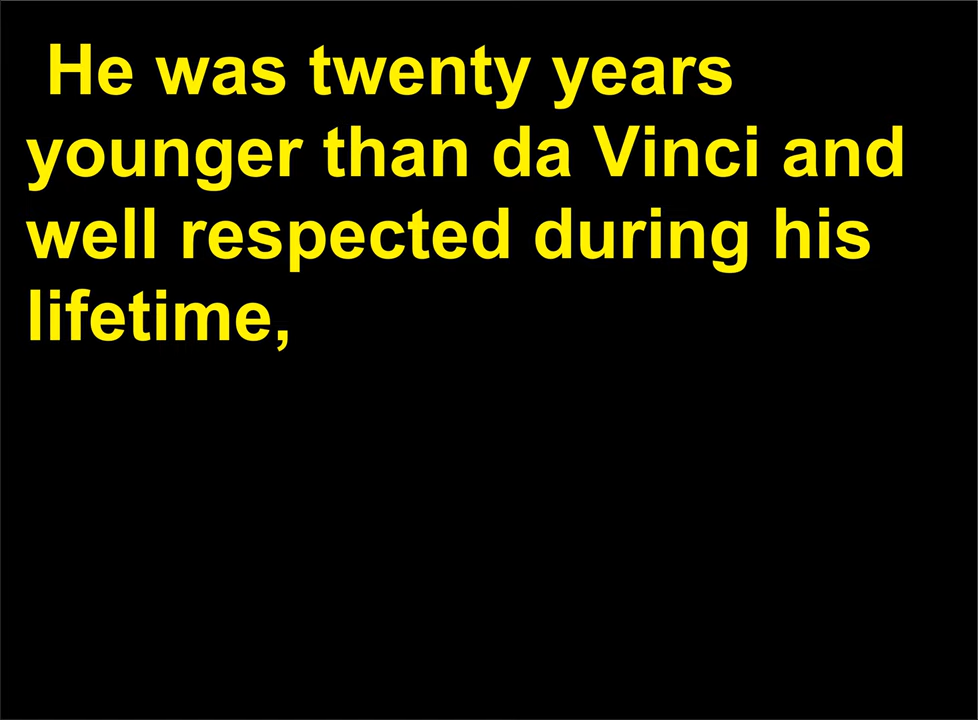 He was twenty years
younger than da Vinci and
well respected during his
lifetime,